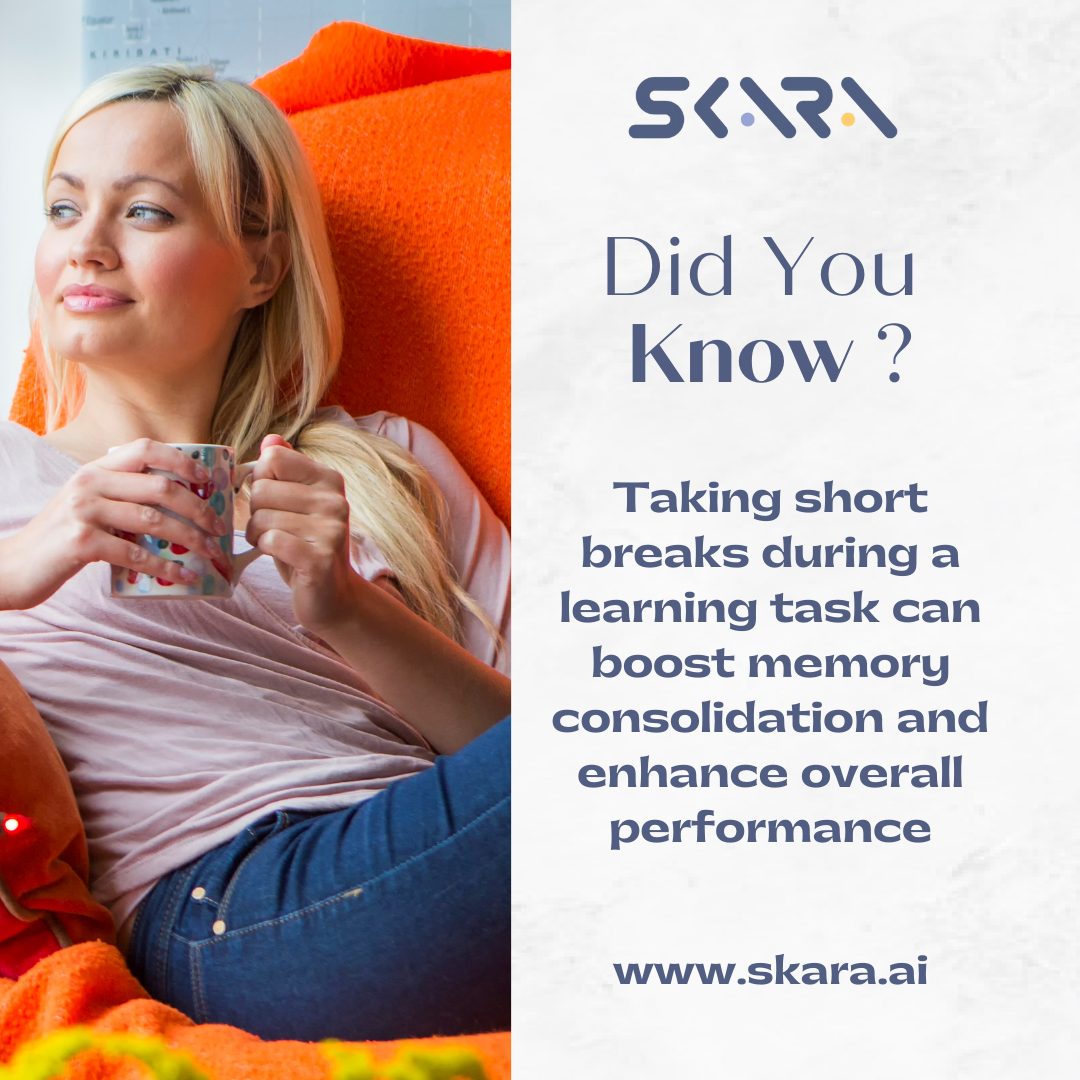 KIRIBATI
SKARA
Did You
Know ?
Taking short
breaks during a
learning task can
boost memory
consolidation and
enhance overall
performance
www.skara.ai